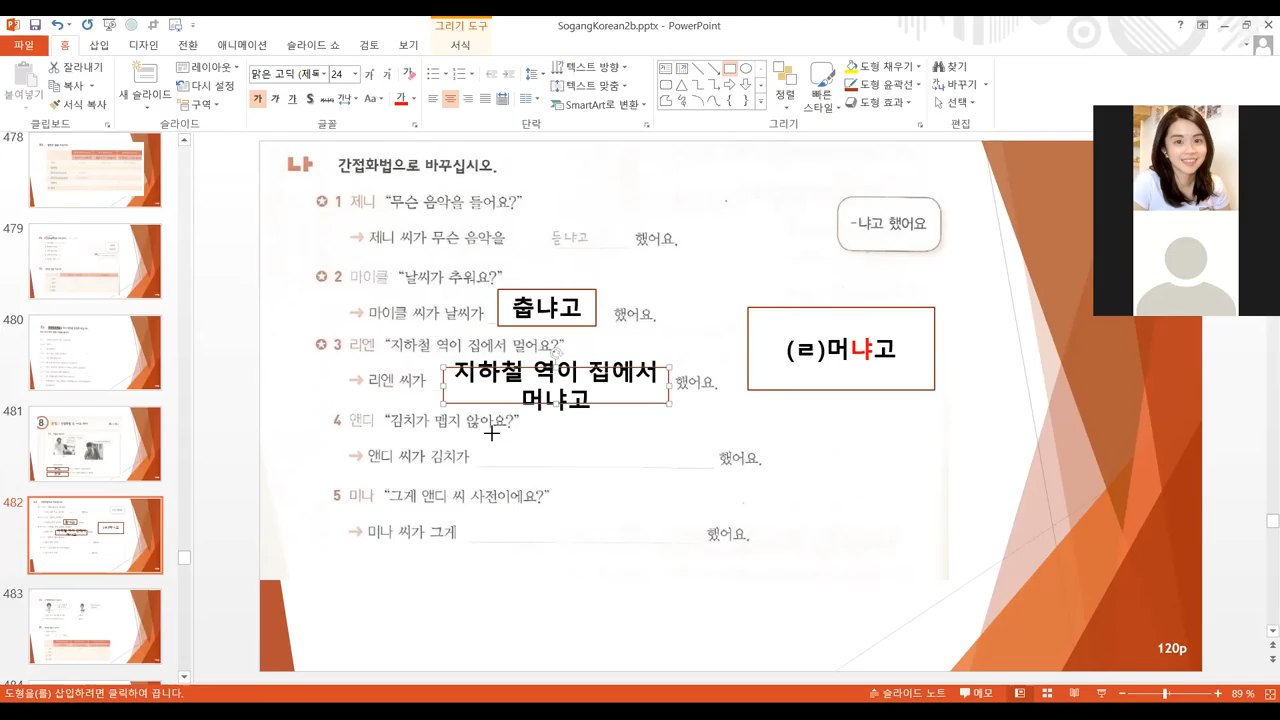 그리기 도구
SogangKorean2b.pptx - PowerPoint
파일 홈 삽입 디자인 전환 애니메이션 슬라이드 쇼 검토 보기 서식
붙여넣기
잘라내기
복사
서식 복사
클립보드
새 슬라이드
레이아웃
다시 설정
구역
슬라이드
맑은 고딕 (제목 24
글꼴
텍스트 방향
텍스트 맞춤
SmartArt로 변환
단락
정렬
빠른 스타일
도형 채우기
도형 윤곽선
도형 효과
그리기
찾기
바꾸기
선택
편집
478
479
480
481
482
483
나 간접화법으로 바꾸십시오.
1 제니 “무슨 음악을 들어요?”
→ 제니 씨가 무슨 음악을 듣냐고 했어요.
-냐고 했어요
2 마이클 “날씨가 추워요?”
→ 마이클 씨가 날씨가 춥냐고 했어요.
3 리엔 “지하철 역이 집에서 멀어요?”
→ 리엔 씨가 지하철 역이 집에서 머냐고 했어요.
(ㄹ)머냐고
4 앤디 “김치가 맵지 않아요?”
→ 앤디 씨가 김치가 했어요.
5 미나 “그게 앤디 씨 사전이에요?”
→ 미나 씨가 그게 했어요.
120p
도형을(를) 삽입하려면 클릭하여 끕니다.
슬라이드 노트 메모 89 %